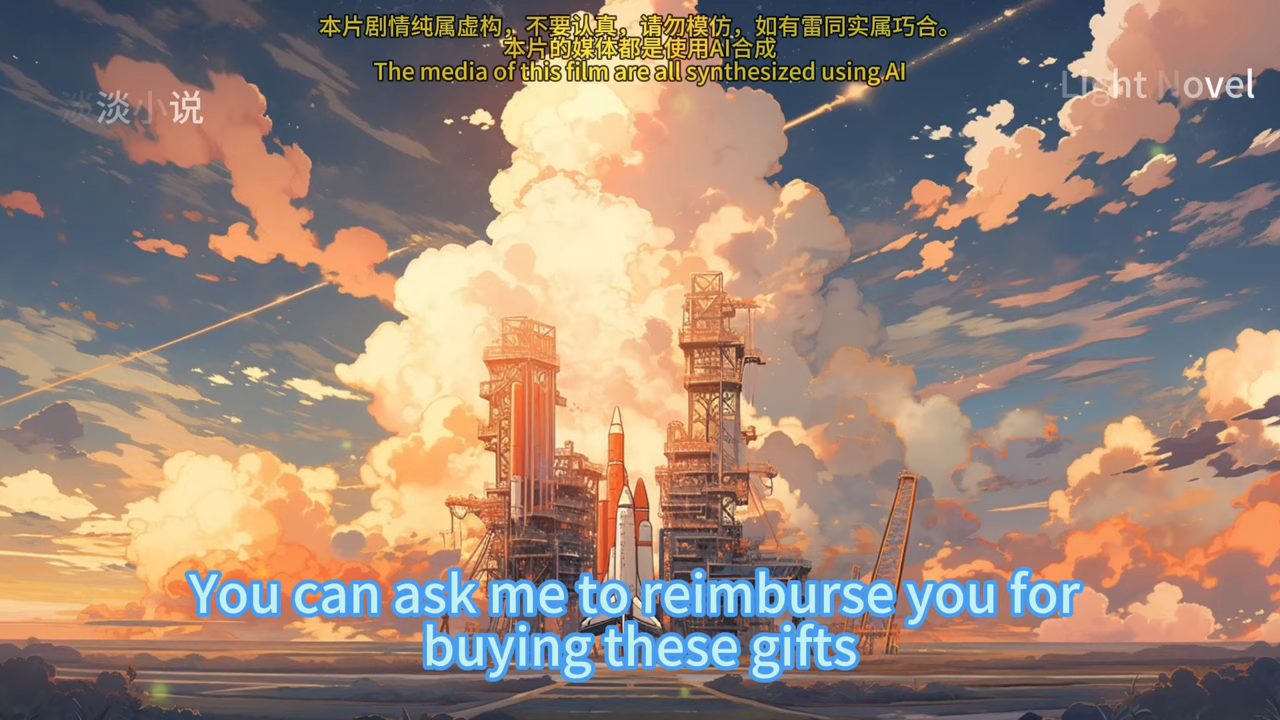 本片剧情纯属虚构，不要认真，请勿模仿，如有雷同实属巧合。
本片的媒体都是使用AI合成
The media of this film are all synthesized using AI
淡淡小说
Light Novel
You can ask me to reimburse you for
buying these gifts